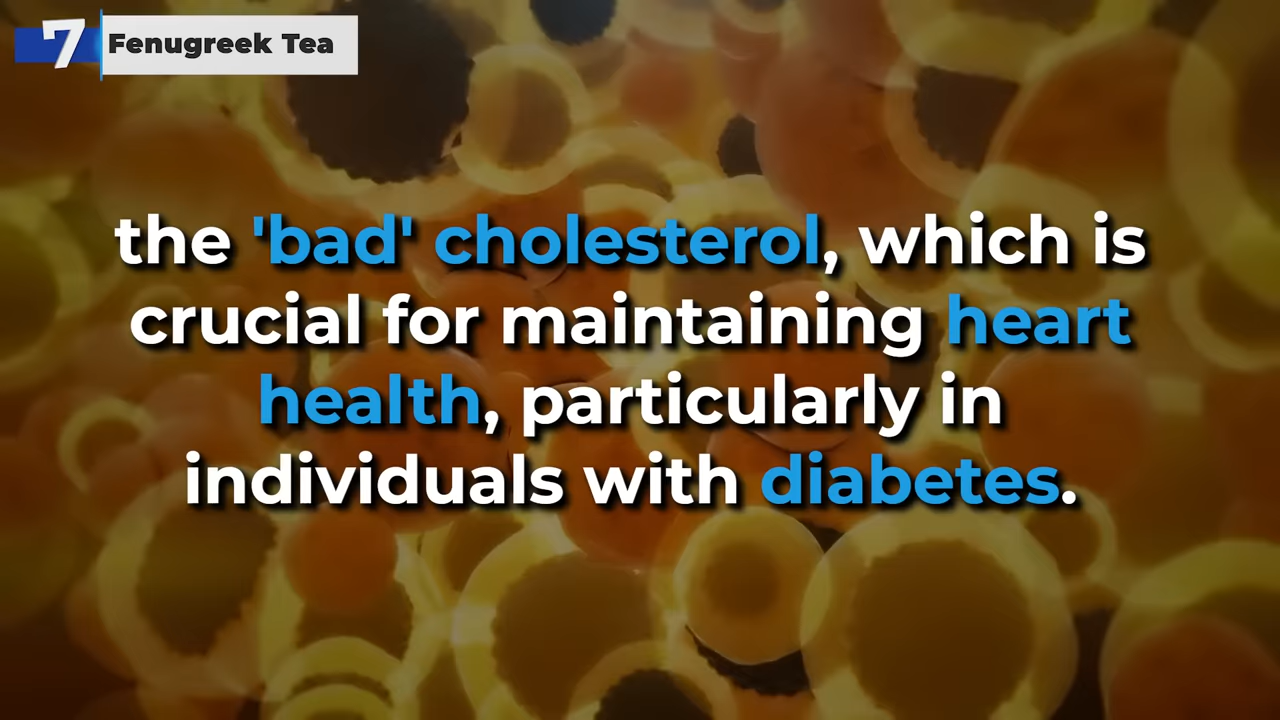 7 Fenugreek Tea
the 'bad' cholesterol, which is
crucial for maintaining heart
health, particularly in
individuals with diabetes.